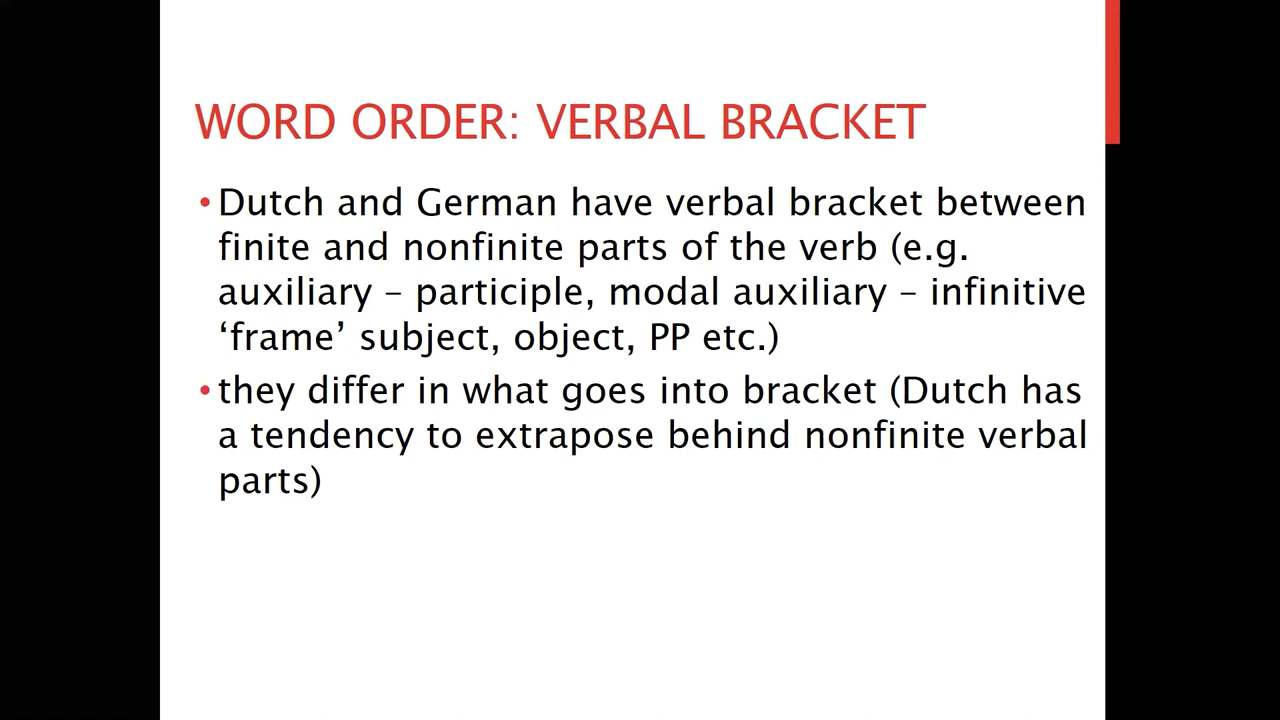 WORD ORDER: VERBAL BRACKET
•Dutch and German have verbal bracket between
finite and nonfinite parts of the verb (e.g.
auxiliary – participle, modal auxiliary – infinitive
‘frame’ subject, object, PP etc.)
•they differ in what goes into bracket (Dutch has
a tendency to extrapose behind nonfinite verbal
parts)